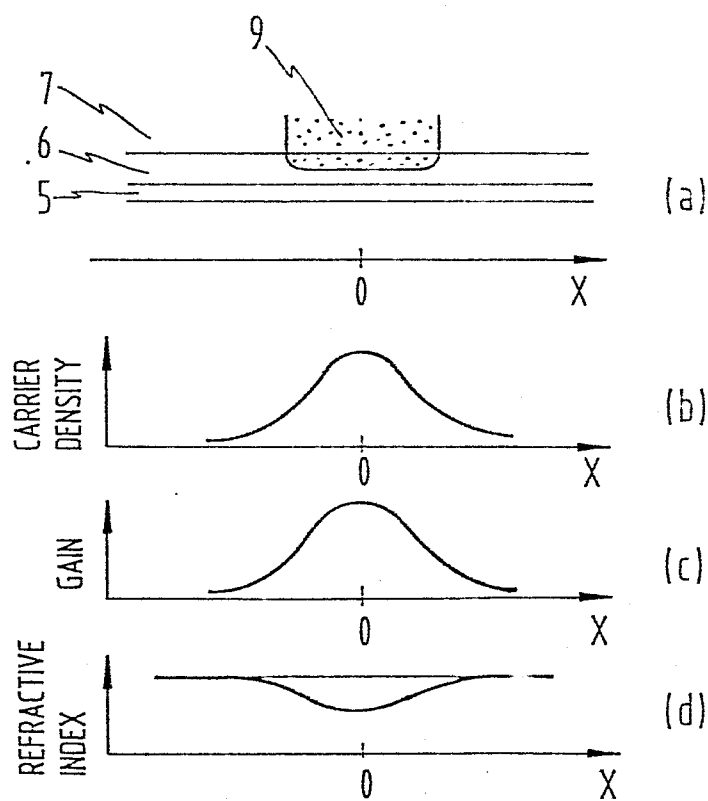 9
7
6
5
(a)
0
X
CARRIER
DENSITY
(b)
0
X
GAIN
(c)
0
X
REFRACTIVE
INDEX
(d)
0
X